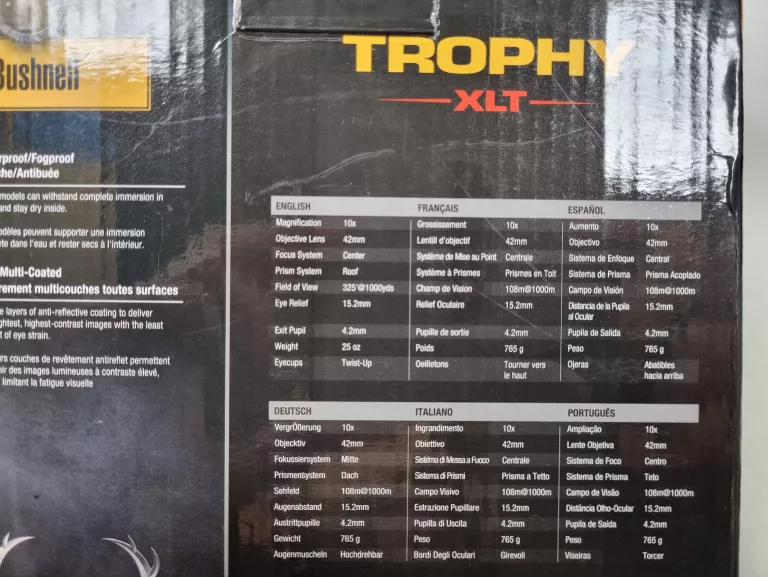 Bushnell
TROPHY
XLT
rproof/Fogproof
che/Antibuée
models can withstand complete immersion in
and stay dry inside.
odèles peuvent supporter une immersion
ète dans l'eau et rester secs à l'intérieur.
Multi-Coated
rement multicouches toutes surfaces
e layers of anti-reflective coating to deliver
ghtest, highest-contrast images with the least
t of eye strain.
urs couches de revêtement antireflet permettent
nir des images lumineuses à contraste élevé,
limitant la fatigue visuelle
ENGLISH FRANÇAIS ESPAÑOL
Magnification 10x Grossissement 10x Aumento 10x
Objective Lens 42mm Lentill d'objectif 42mm Objectivo 42mm
Focus System Center Système de Mise au Point Centrale Sistema de Enfoque Central
Prism System Roof Système à Prismes Prismes en Toit Sistema de Prisma Prisma Acoplado
Field of View 325'@1000yds Champ de Vision 108m@1000m Campo de Visión 108m@1000m
Eye Relief 15.2mm Relief Oculaire 15.2mm Distancia de la Pupila 15.2mm
al Ocular
Exit Pupil 4.2mm Pupille de sortie 4.2mm Pupila de Salida 4.2mm
Weight 25 oz Poids 765 g Peso 765 g
Eyecups Twist-Up Oeilletons Tourner vers Ojeras Abatibles
le haut hacia arriba
DEUTSCH ITALIANO PORTUGUÊS
VergrÖßerung 10x Ingrandimento 10x Ampliação 10x
Objecktiv 42mm Obiettivo 42mm Lente Objetiva 42mm
Fokussiersystem Mitte Sistema di Messa a Fuoco Centrale Sistema de Foco Centro
Prismensystem Dach Sistema di Prismi Prisma a Tetto Sistema de Prisma Teto
Sehfeld 108m@1000m Campo Visivo 108m@1000m Campo de Visão 108m@1000m
Augenabstand 15.2mm Estrazione Pupillare 15.2mm Distância Olho-Ocular 15.2mm
Austrittpupille 4.2mm Pupilla di Uscita 4.2mm Pupila de Saída 4.2mm
Gewicht 765 g Peso 765 g Peso 765 g
Augenmuscheln Hochdrehbar Bordi Degli Oculari Girevoli Viseiras Torcer